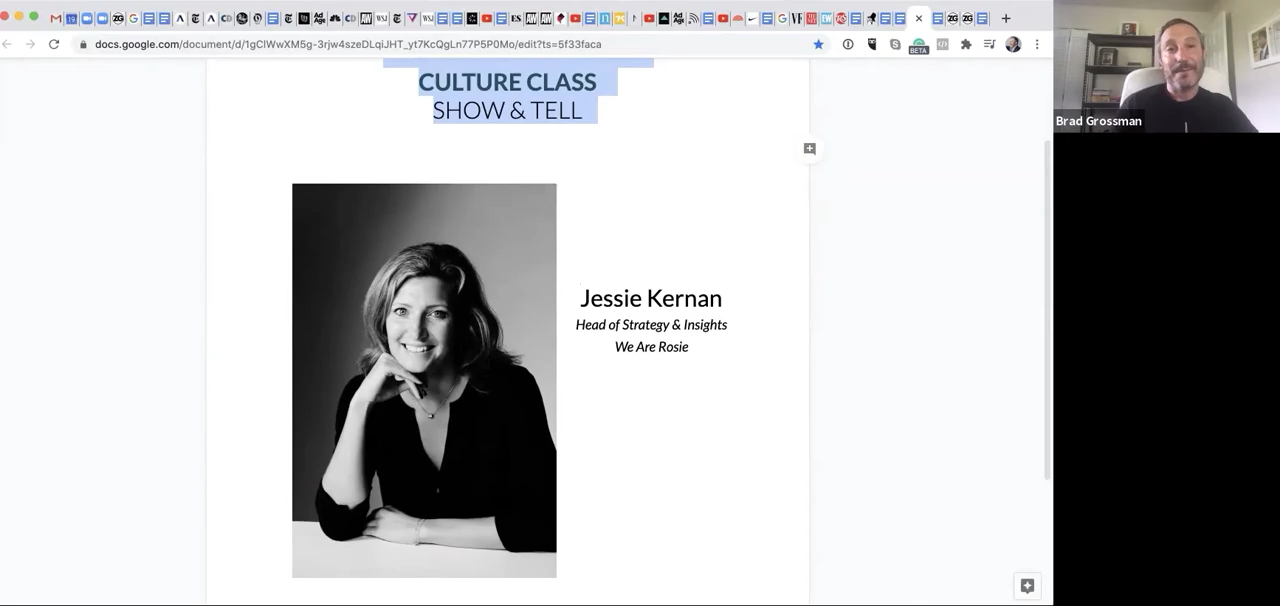 docs.google.com/document/d/1gClWwXM5g-3rjw4szeDLqiJHT_yt7KcQgLn77P5P0Mo/edit?ts=5f33faca
BETA
CULTURE CLASS
SHOW & TELL
Jessie Kernan
Head of Strategy & Insights
We Are Rosie
Brad Grossman